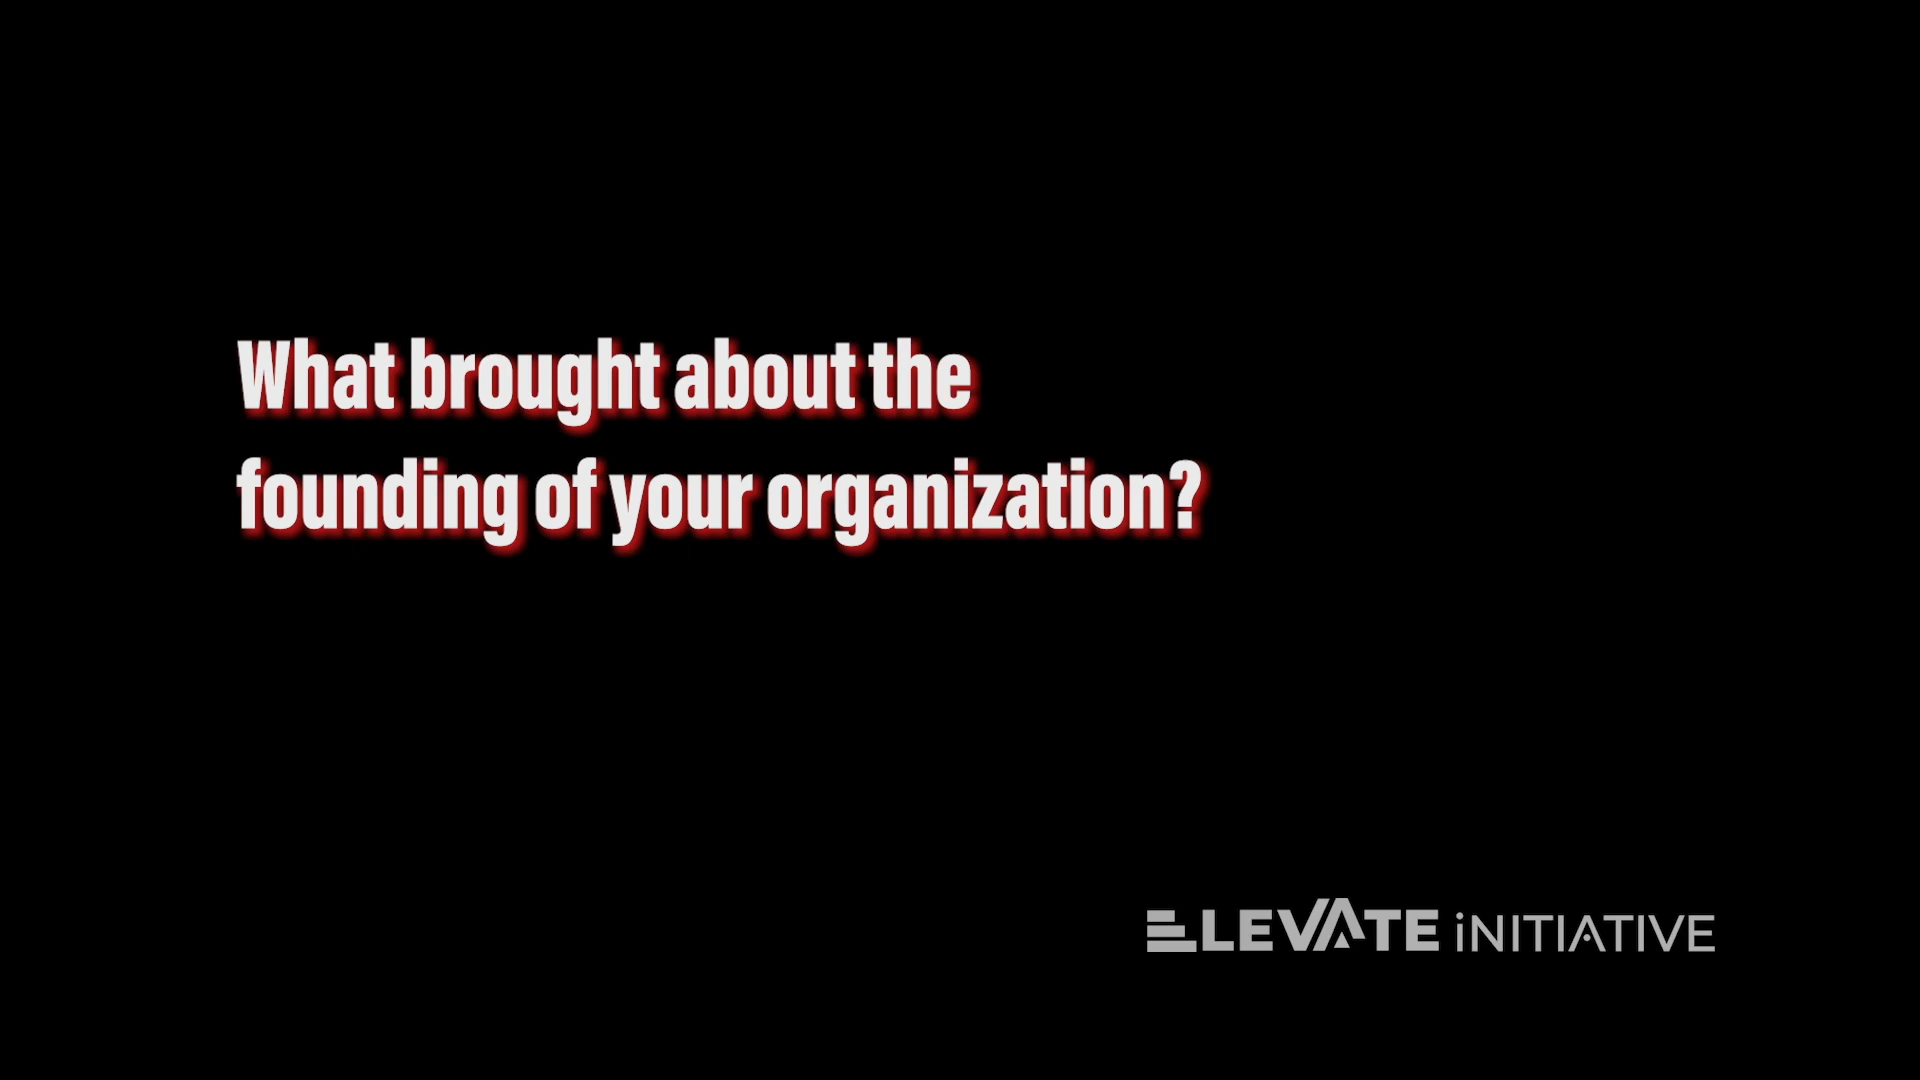 What brought about the
founding of your organization?
ELEVATE iNITIATIVE